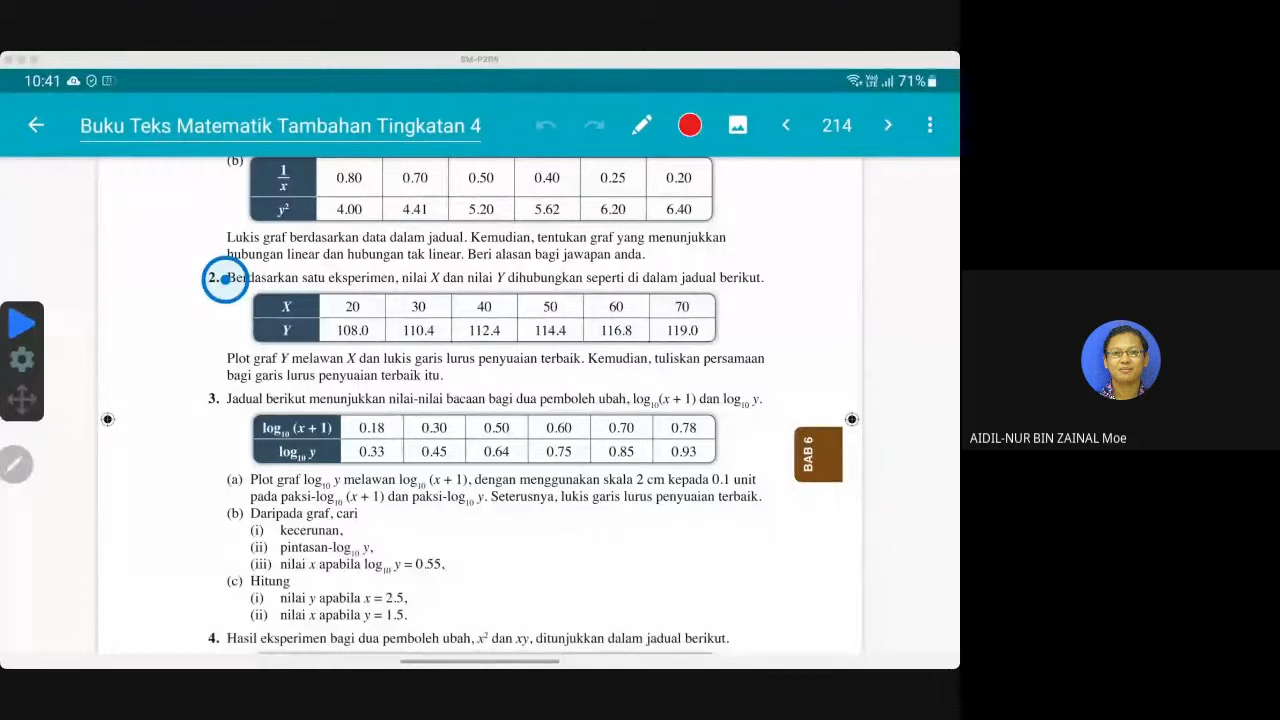 SM-P205
10:41
Vo) LTE 71%
Buku Teks Matematik Tambahan Tingkatan 4
214
(b)
1/x 0.80 0.70 0.50 0.40 0.25 0.20
y² 4.00 4.41 5.20 5.62 6.20 6.40
Lukis graf berdasarkan data dalam jadual. Kemudian, tentukan graf yang menunjukkan
hubungan linear dan hubungan tak linear. Beri alasan bagi jawapan anda.
2. Berdasarkan satu eksperimen, nilai X dan nilai Y dihubungkan seperti di dalam jadual berikut.
X 20 30 40 50 60 70
Y 108.0 110.4 112.4 114.4 116.8 119.0
Plot graf Y melawan X dan lukis garis lurus penyuaian terbaik. Kemudian, tuliskan persamaan
bagi garis lurus penyuaian terbaik itu.
3. Jadual berikut menunjukkan nilai-nilai bacaan bagi dua pemboleh ubah, log₁₀(x + 1) dan log₁₀ y.
log₁₀ (x + 1) 0.18 0.30 0.50 0.60 0.70 0.78
log₁₀ y 0.33 0.45 0.64 0.75 0.85 0.93
(a) Plot graf log₁₀ y melawan log₁₀ (x + 1), dengan menggunakan skala 2 cm kepada 0.1 unit
pada paksi-log₁₀ (x + 1) dan paksi-log₁₀ y. Seterusnya, lukis garis lurus penyuaian terbaik.
(b) Daripada graf, cari
(i) kecerunan,
(ii) pintasan-log₁₀ y,
(iii) nilai x apabila log₁₀ y = 0.55,
(c) Hitung
(i) nilai y apabila x = 2.5,
(ii) nilai x apabila y = 1.5.
4. Hasil eksperimen bagi dua pemboleh ubah, x² dan xy, ditunjukkan dalam jadual berikut.
BAB 6
AIDIL-NUR BIN ZAINAL Moe